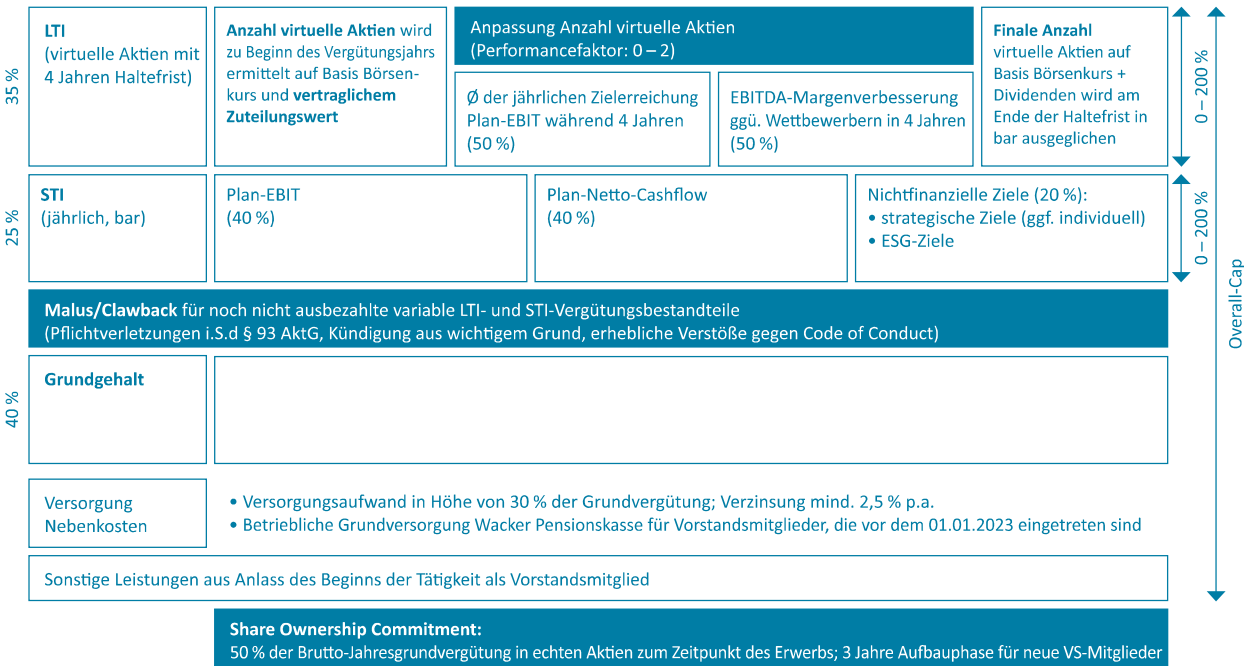 35 %
LTI
(virtuelle Aktien mit
4 Jahren Haltefrist)
Anzahl virtuelle Aktien wird
zu Beginn des Vergütungsjahrs
ermittelt auf Basis Börsen-
kurs und vertraglichem
Zuteilungswert
Anpassung Anzahl virtuelle Aktien
(Performancefaktor: 0 – 2)
Ø der jährlichen Zielerreichung
Plan-EBIT während 4 Jahren
(50 %)
EBITDA-Margenverbesserung
ggü. Wettbewerbern in 4 Jahren
(50 %)
Finale Anzahl
virtuelle Aktien auf
Basis Börsenkurs +
Dividenden wird am
Ende der Haltefrist in
bar ausgeglichen
0 – 200 %
25 %
STI
(jährlich, bar)
Plan-EBIT
(40 %)
Plan-Netto-Cashflow
(40 %)
Nichtfinanzielle Ziele (20 %):
• strategische Ziele (ggf. individuell)
• ESG-Ziele
0 – 200 %
Overall-Cap
Malus/Clawback für noch nicht ausbezahlte variable LTI- und STI-Vergütungsbestandteile
(Pflichtverletzungen i.S.d § 93 AktG, Kündigung aus wichtigem Grund, erhebliche Verstöße gegen Code of Conduct)
40 %
Grundgehalt
Versorgung
Nebenkosten
• Versorgungsaufwand in Höhe von 30 % der Grundvergütung; Verzinsung mind. 2,5 % p.a.
• Betriebliche Grundversorgung Wacker Pensionskasse für Vorstandsmitglieder, die vor dem 01.01.2023 eingetreten sind
Sonstige Leistungen aus Anlass des Beginns der Tätigkeit als Vorstandsmitglied
Share Ownership Commitment:
50 % der Brutto-Jahresgrundvergütung in echten Aktien zum Zeitpunkt des Erwerbs; 3 Jahre Aufbauphase für neue VS-Mitglieder